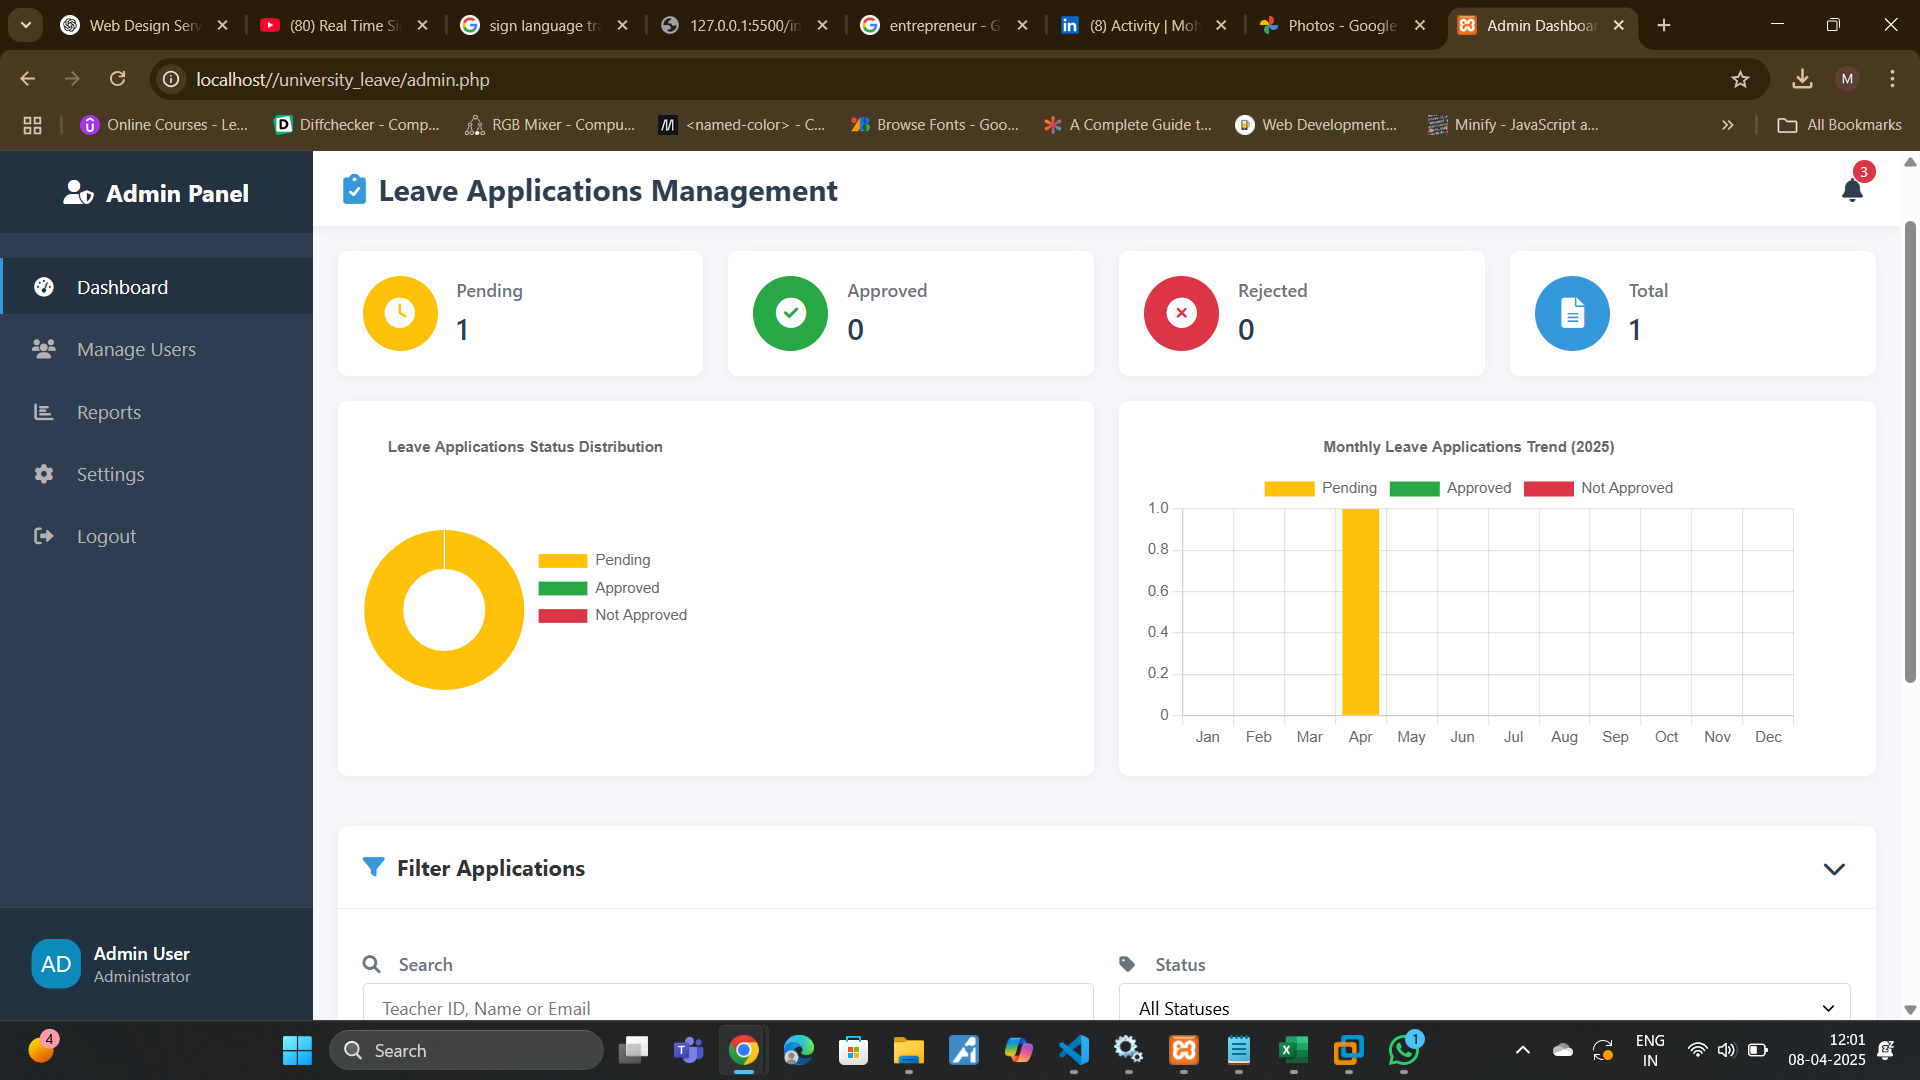 Web Design Serv
(80) Real Time Si
sign language tra
127.0.0.1:5500/in
entrepreneur - G
(8) Activity | Moh
Photos - Google
Admin Dashboar
localhost//university_leave/admin.php
M
Online Courses - Le...
Diffchecker - Comp...
RGB Mixer - Compu...
<named-color> - C...
Browse Fonts - Goo...
A Complete Guide t...
Web Development...
Minify - JavaScript a...
All Bookmarks
Admin Panel
Dashboard
Manage Users
Reports
Settings
Logout
AD
Admin User
Administrator
Leave Applications Management
3
Pending
1
Approved
0
Rejected
0
Total
1
Leave Applications Status Distribution
Pending
Approved
Not Approved
Monthly Leave Applications Trend (2025)
Pending Approved Not Approved
1.0
0.8
0.6
0.4
0.2
0
Jan Feb Mar Apr May Jun Jul Aug Sep Oct Nov Dec
Filter Applications
Search
Teacher ID, Name or Email
Status
All Statuses
4
Search
1
ENG
IN
12:01
08-04-2025